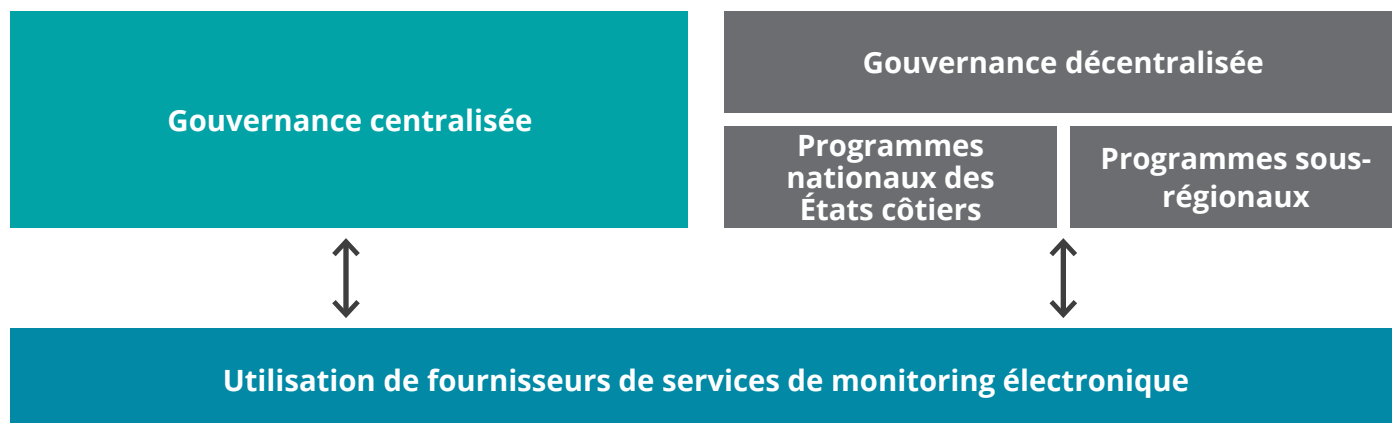 Gouvernance centralisée
Gouvernance décentralisée
Programmes
nationaux des
États côtiers
Programmes sous-
régionaux
Utilisation de fournisseurs de services de monitoring électronique